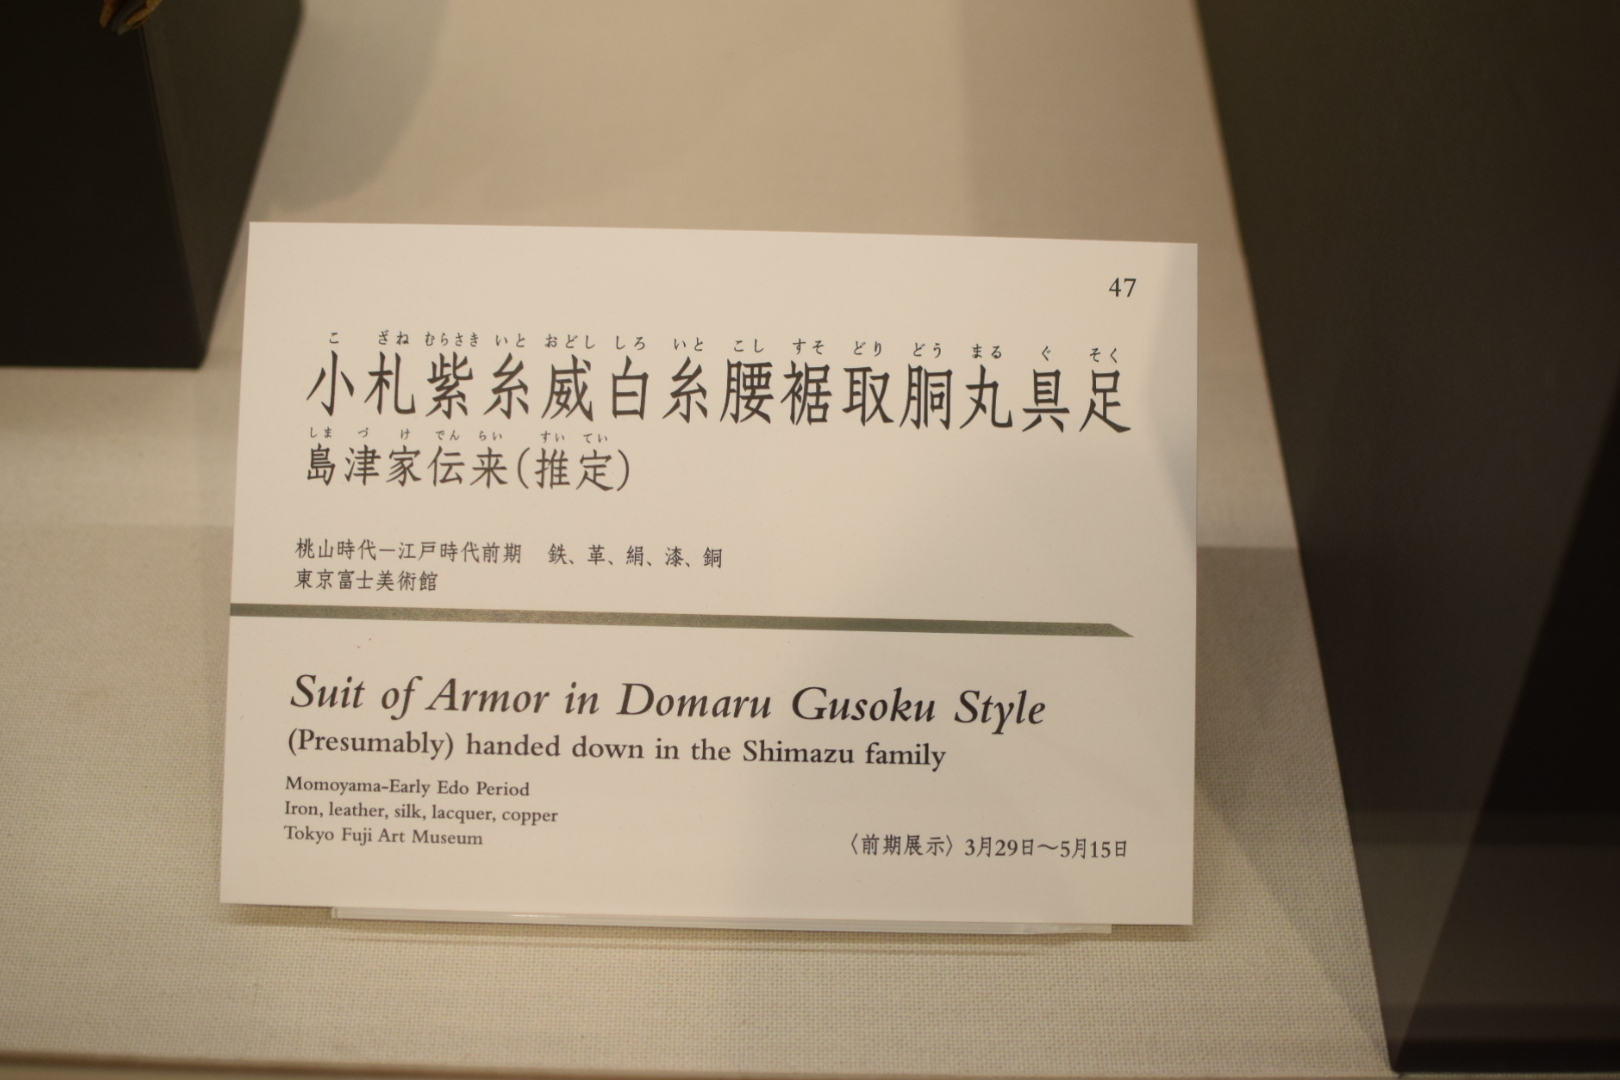 47
こ ざね むらさき いと おどし しろ いと こし すそ どり どう まる ぐ そく
小札紫糸威白糸腰裾取胴丸具足
しま づ け でん らい すい てい
島津家伝来(推定)
桃山時代—江戸時代前期 鉄、革、絹、漆、銅
東京富士美術館
Suit of Armor in Domaru Gusoku Style
(Presumably) handed down in the Shimazu family
Momoyama-Early Edo Period
Iron, leather, silk, lacquer, copper
Tokyo Fuji Art Museum
〈前期展示〉3月29日〜5月15日